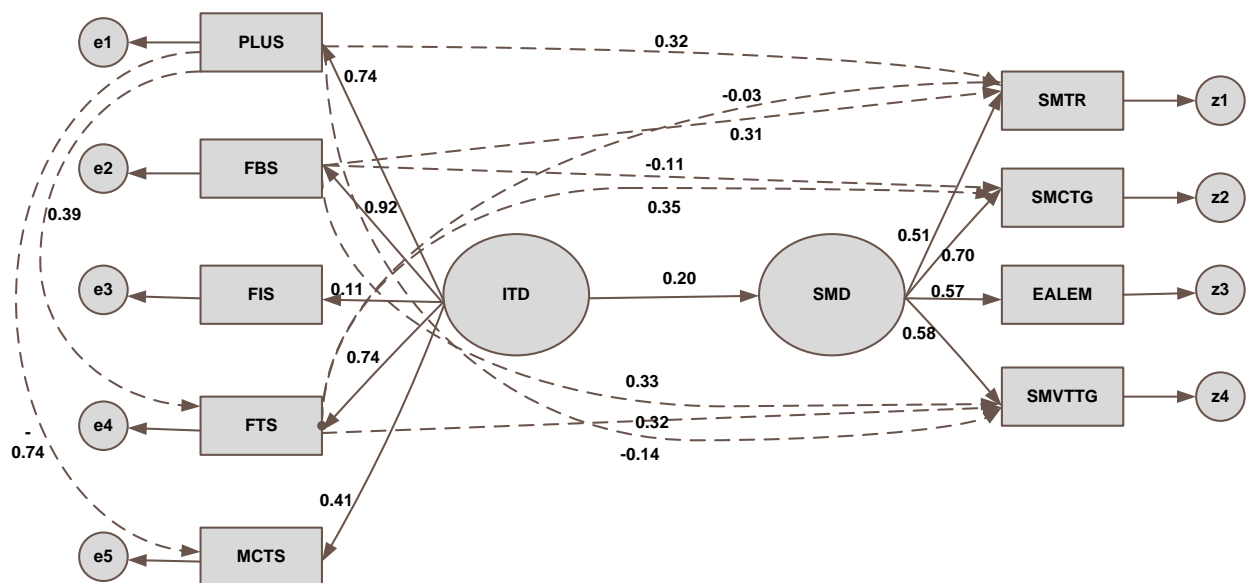 e1
PLUS
0.32
0.74
SMTR
z1
-0.03
0.31
e2
FBS
-0.11
SMCTG
z2
0.39
0.92
0.35
0.51
0.70
e3
FIS
0.11
ITD
0.20
SMD
0.57
EALEM
z3
0.74
0.58
0.33
SMVTTG
z4
e4
FTS
0.32
-
0.74
-0.14
0.41
e5
MCTS